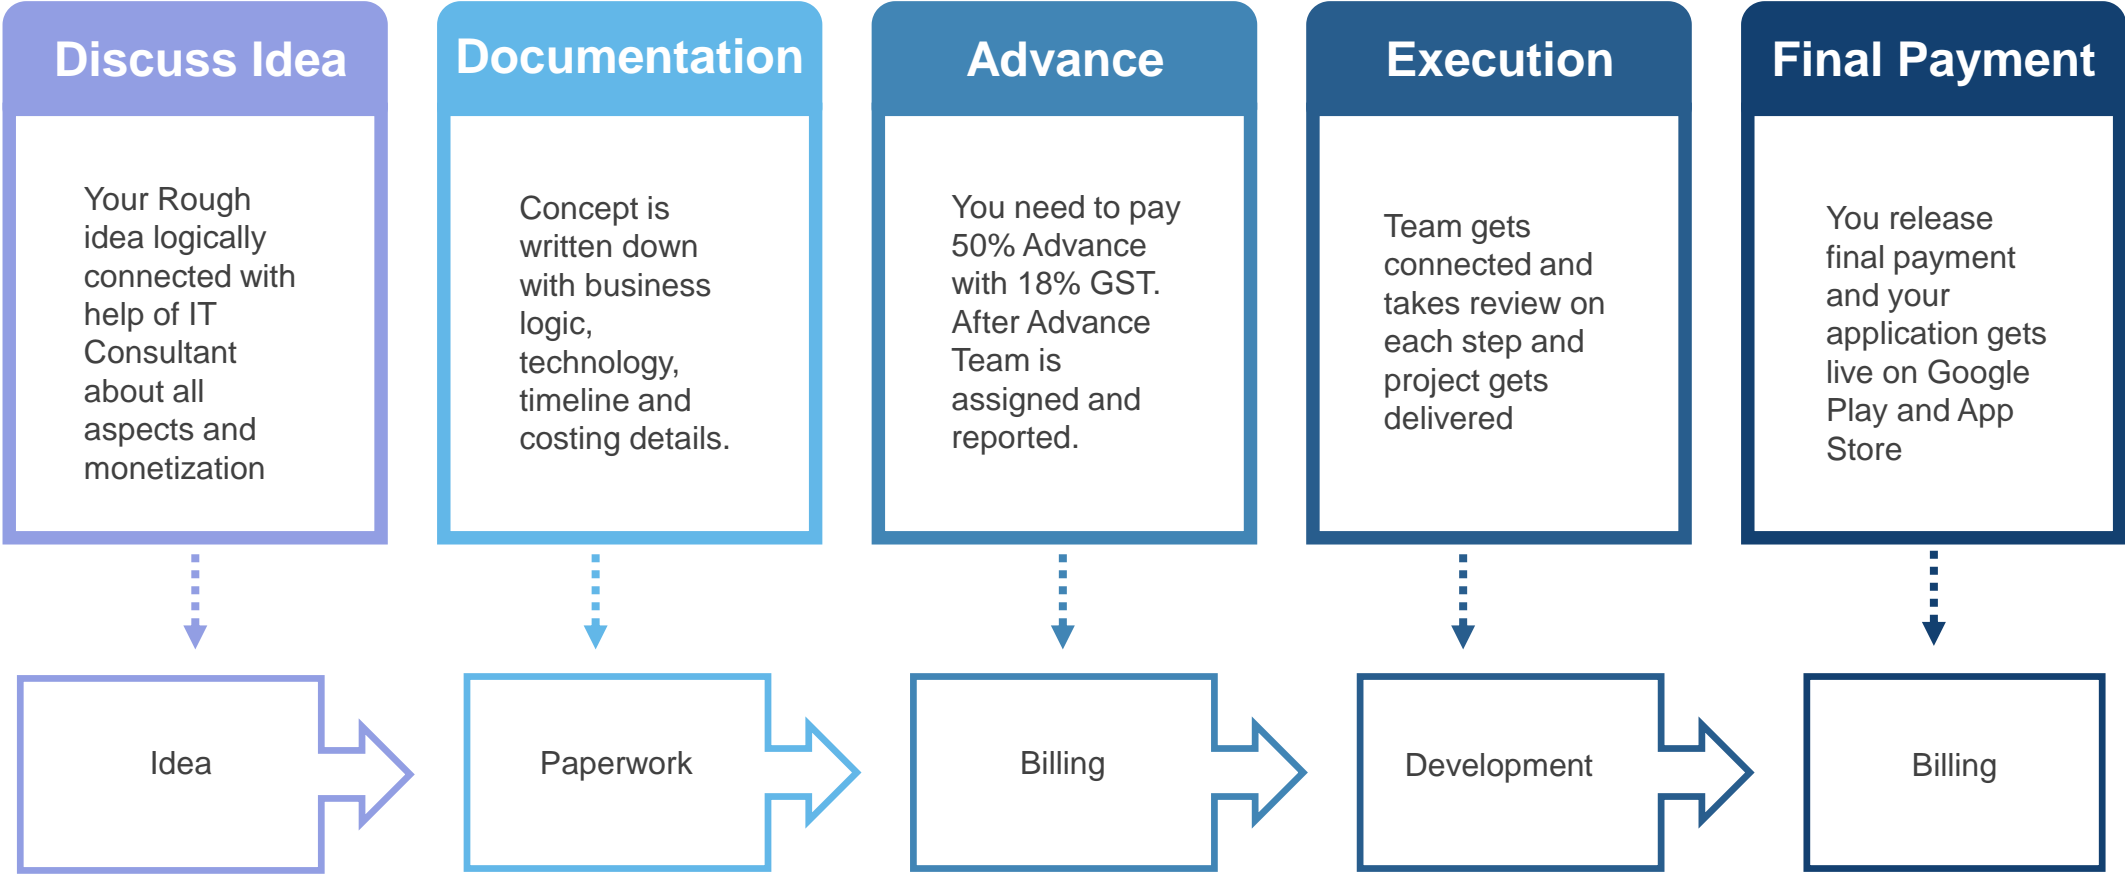 Discuss Idea
Your Rough
idea logically
connected with
help of IT
Consultant
about all
aspects and
monetization
Documentation
Concept is
written down
with business
logic,
technology,
timeline and
costing details.
Advance
You need to pay
50% Advance
with 18% GST.
After Advance
Team is
assigned and
reported.
Execution
Team gets
connected and
takes review on
each step and
project gets
delivered
Final Payment
You release
final payment
and your
application gets
live on Google
Play and App
Store
Idea
Paperwork
Billing
Development
Billing